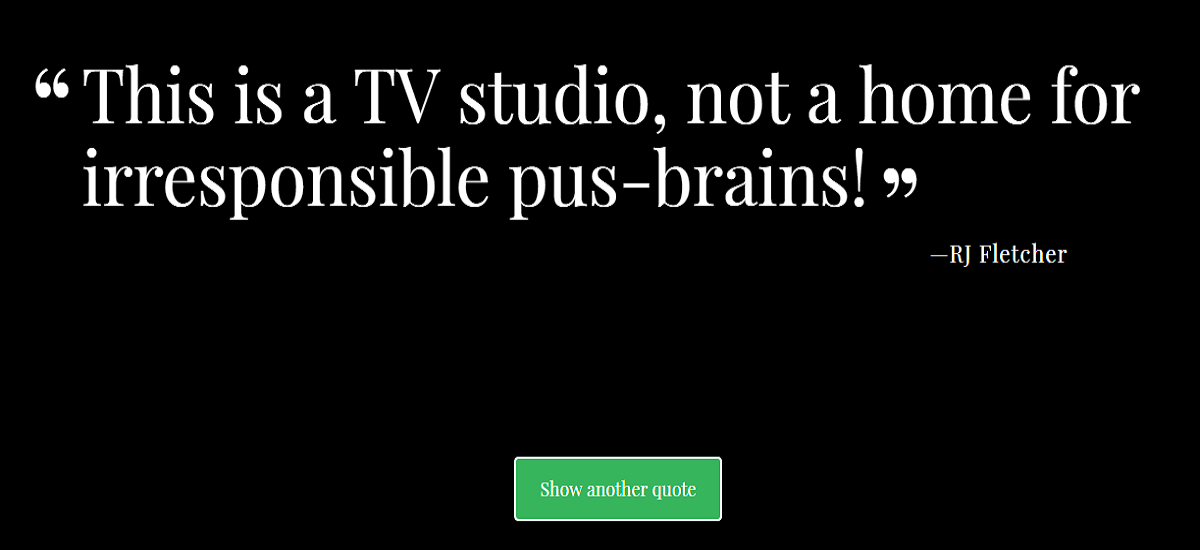 “ This is a TV studio, not a home for
irresponsible pus-brains! ”
—RJ Fletcher
Show another quote